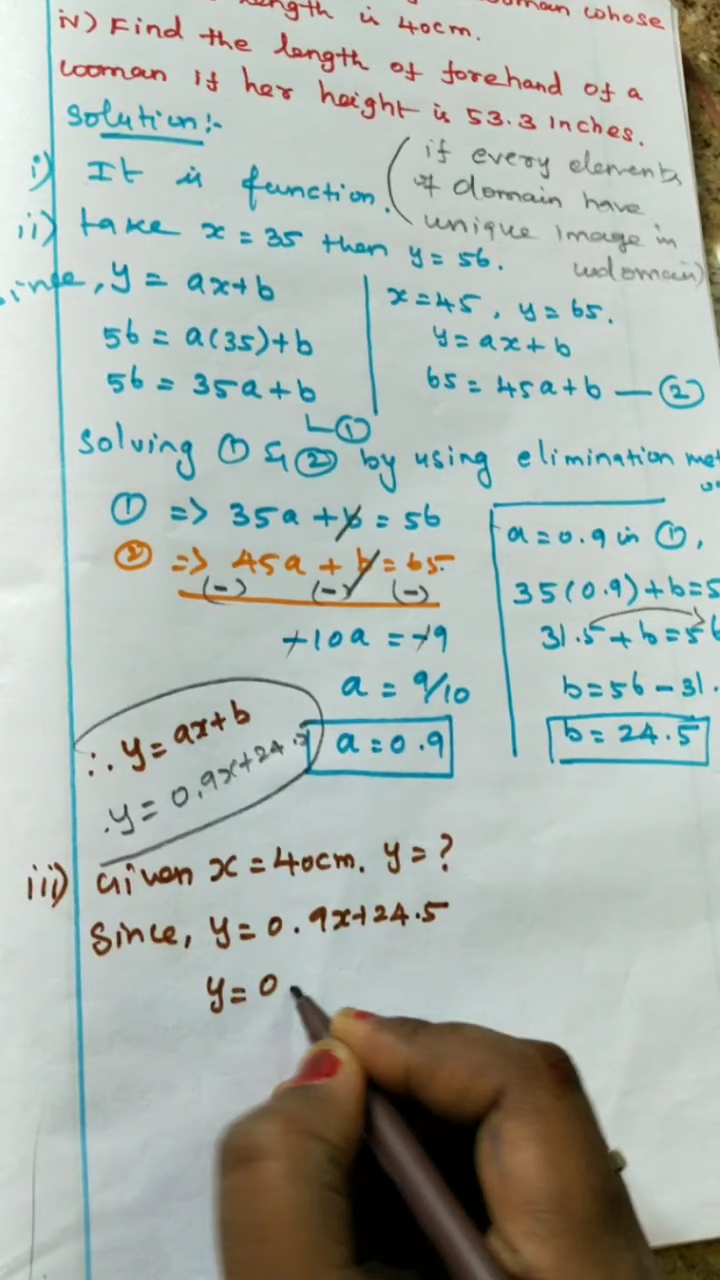 length is 40cm.
woman whose
iv) Find the length of forehand of a
woman if her height is 53.3 inches.
Solution:-
i) It is function. (if every elements
of domain have
unique image in
codomain)
ii) take x = 35 then y = 56.
since, y = ax+b
56 = a(35)+b
56 = 35a+b
①
x=45, y=65.
y=ax+b
65 = 45a+b — ②
Solving ① & ② by using elimination
① => 35a + b = 56
② => 45a + b = 65
(-) (-) (-)
+10a = +9
a = 9/10
a = 0.9
a=0.9 in ①,
35(0.9)+b=5
31.5+b=56
b=56-31.
b = 24.5
∴ y = ax+b
y = 0.9x+24.5
iii) Given x = 40cm. y = ?
Since, y = 0.9x+24.5
y = 0.